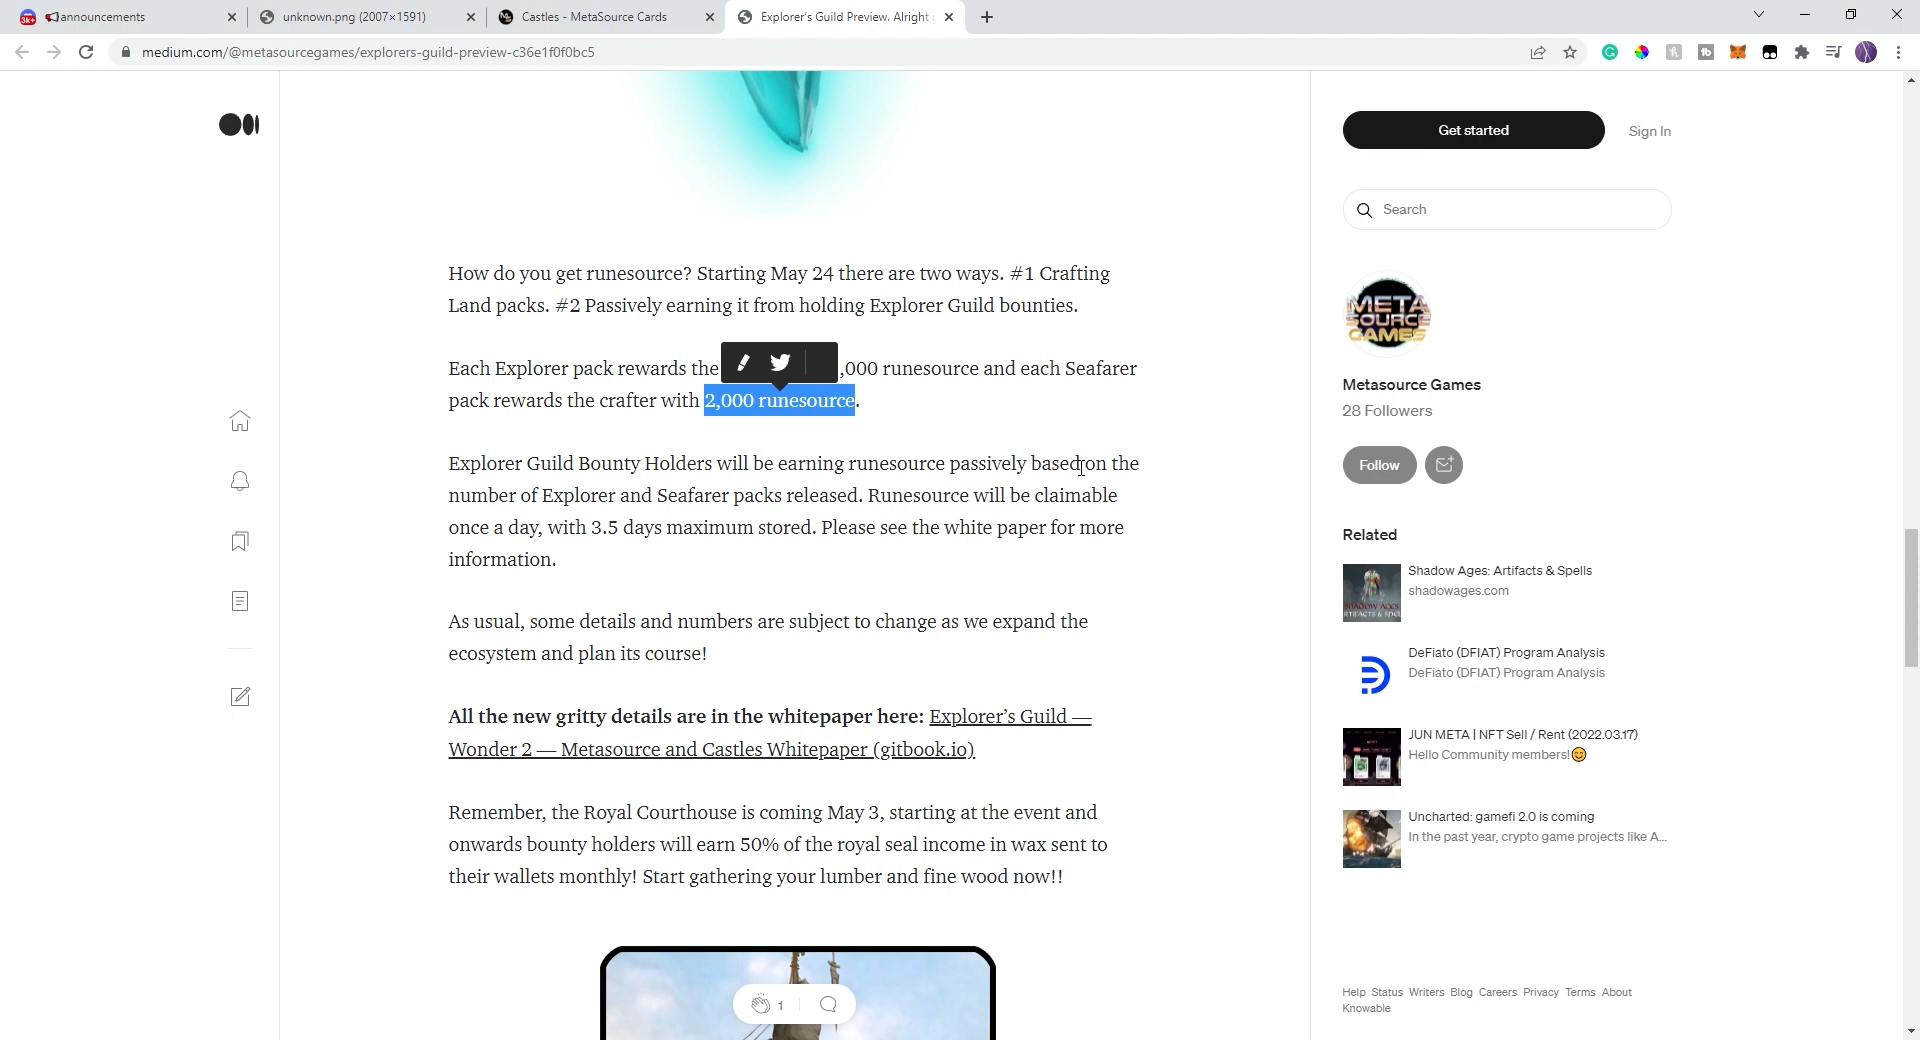 3k+ announcements
unknown.png (2007×1591)
Castles - MetaSource Cards
Explorer's Guild Preview. Alright
medium.com/@metasourcegames/explorers-guild-preview-c36e1f0f0bc5
Get started
Sign In
Search
How do you get runesource? Starting May 24 there are two ways. #1 Crafting
Land packs. #2 Passively earning it from holding Explorer Guild bounties.
Each Explorer pack rewards the ,000 runesource and each Seafarer
pack rewards the crafter with 2,000 runesource.
META
SOURCE
GAMES
Metasource Games
28 Followers
Follow
Explorer Guild Bounty Holders will be earning runesource passively based on the
number of Explorer and Seafarer packs released. Runesource will be claimable
once a day, with 3.5 days maximum stored. Please see the white paper for more
information.
As usual, some details and numbers are subject to change as we expand the
ecosystem and plan its course!
All the new gritty details are in the whitepaper here: Explorer's Guild —
Wonder 2 — Metasource and Castles Whitepaper (gitbook.io)
Remember, the Royal Courthouse is coming May 3, starting at the event and
onwards bounty holders will earn 50% of the royal seal income in wax sent to
their wallets monthly! Start gathering your lumber and fine wood now!!
1
Related
Shadow Ages: Artifacts & Spells
shadowages.com
DeFiato (DFIAT) Program Analysis
DeFiato (DFIAT) Program Analysis
JUN META | NFT Sell / Rent (2022.03.17)
Hello Community members!😊
Uncharted: gamefi 2.0 is coming
In the past year, crypto game projects like A...
Help Status Writers Blog Careers Privacy Terms About
Knowable